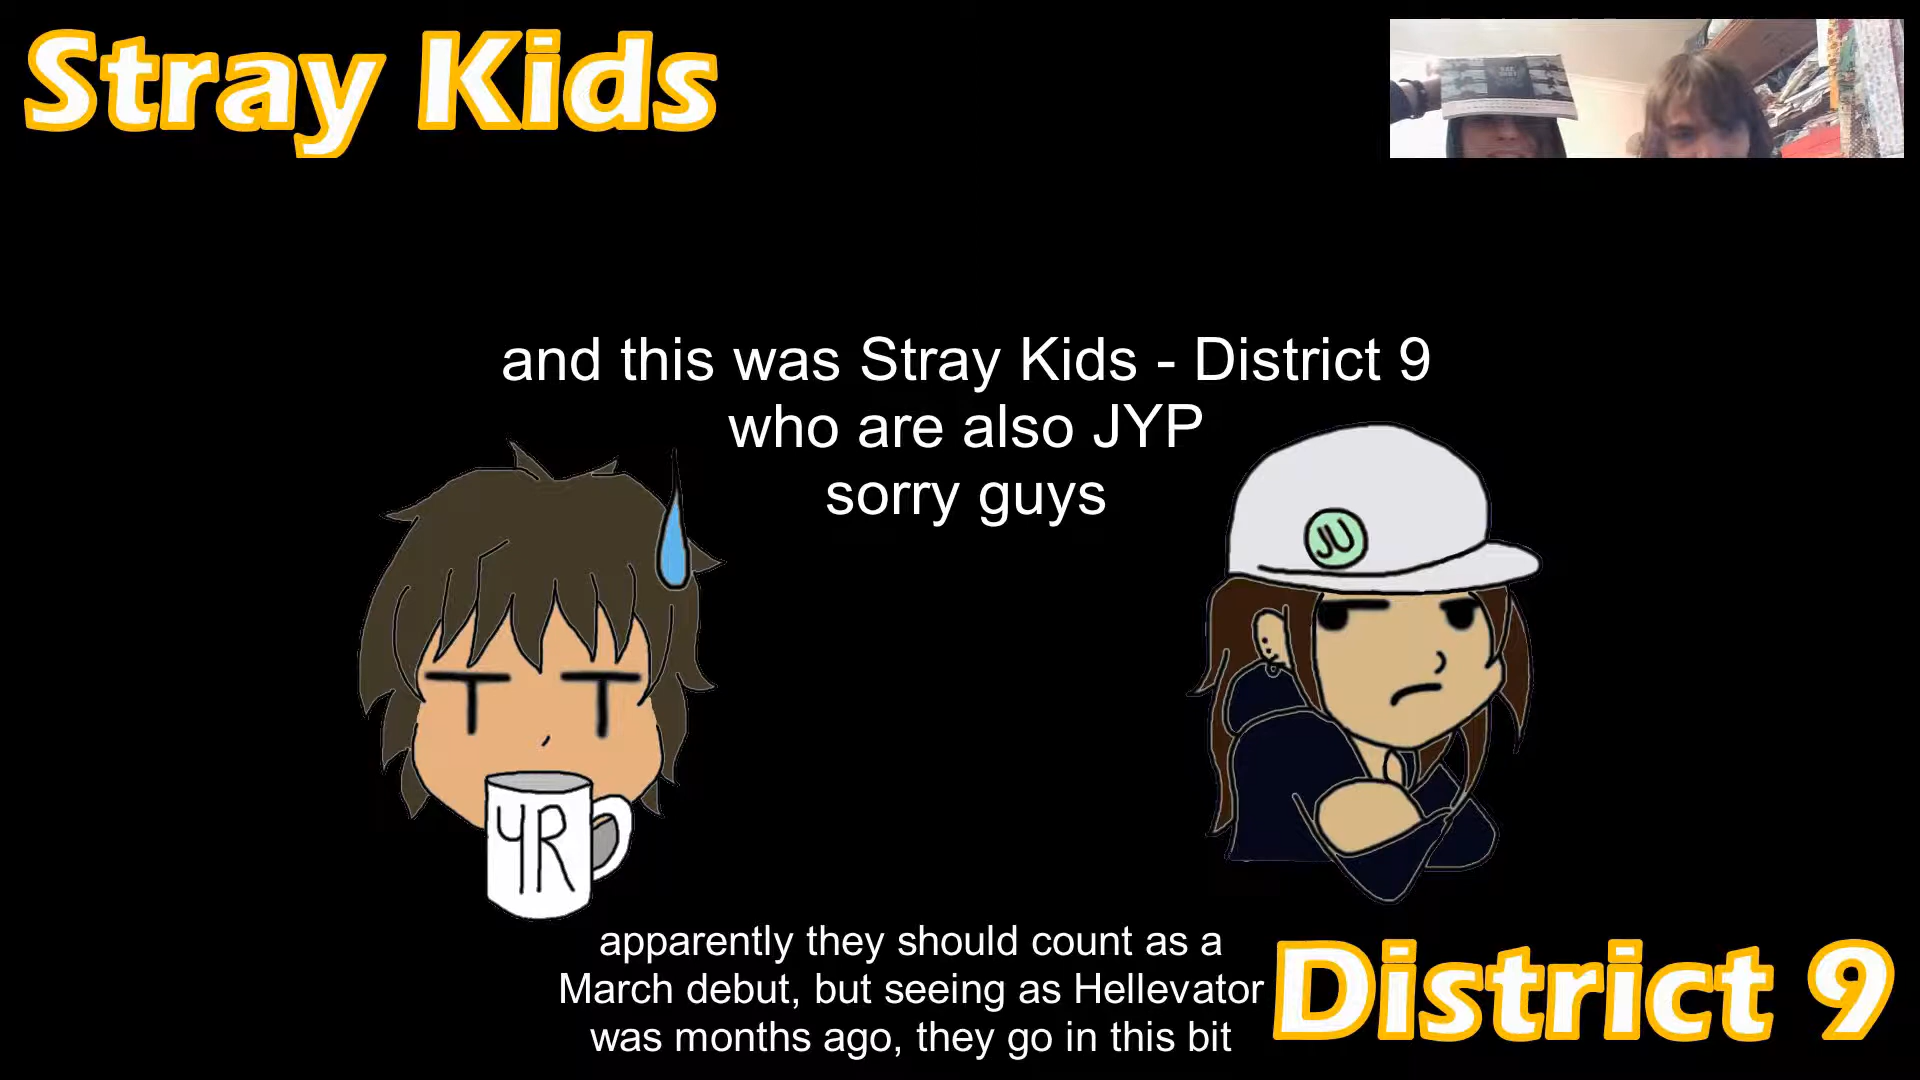 Stray Kids
and this was Stray Kids - District 9
who are also JYP
sorry guys
JU
YR
apparently they should count as a
March debut, but seeing as Hellevator
was months ago, they go in this bit
District 9